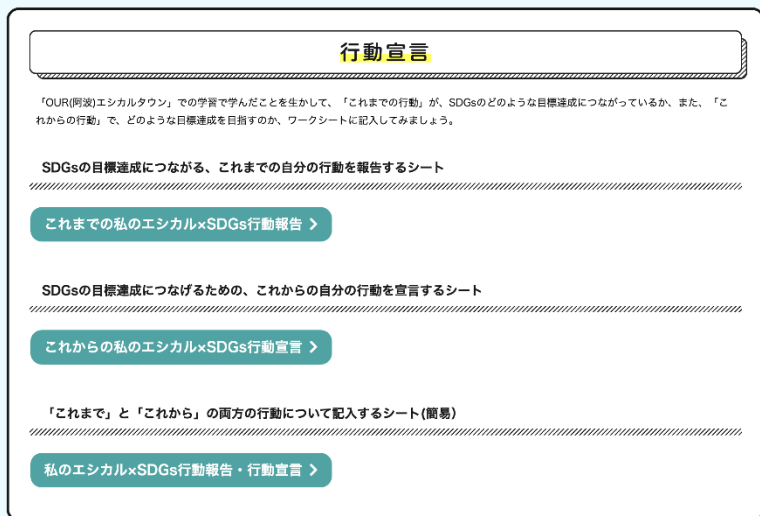 行動宣言
「OUR(阿波)エシカルタウン」での学習で学んだことを生かして、「これまでの行動」が、SDGsのどのような目標達成につながっているか、また、「こ
れからの行動」で、どのような目標達成を目指すのか、ワークシートに記入してみましょう。
SDGsの目標達成につながる、これまでの自分の行動を報告するシート
これまでの私のエシカル×SDGs行動報告
SDGsの目標達成につなげるための、これからの自分の行動を宣言するシート
これからの私のエシカル×SDGs行動宣言
「これまで」と「これから」の両方の行動について記入するシート(簡易)
私のエシカル×SDGs行動報告・行動宣言